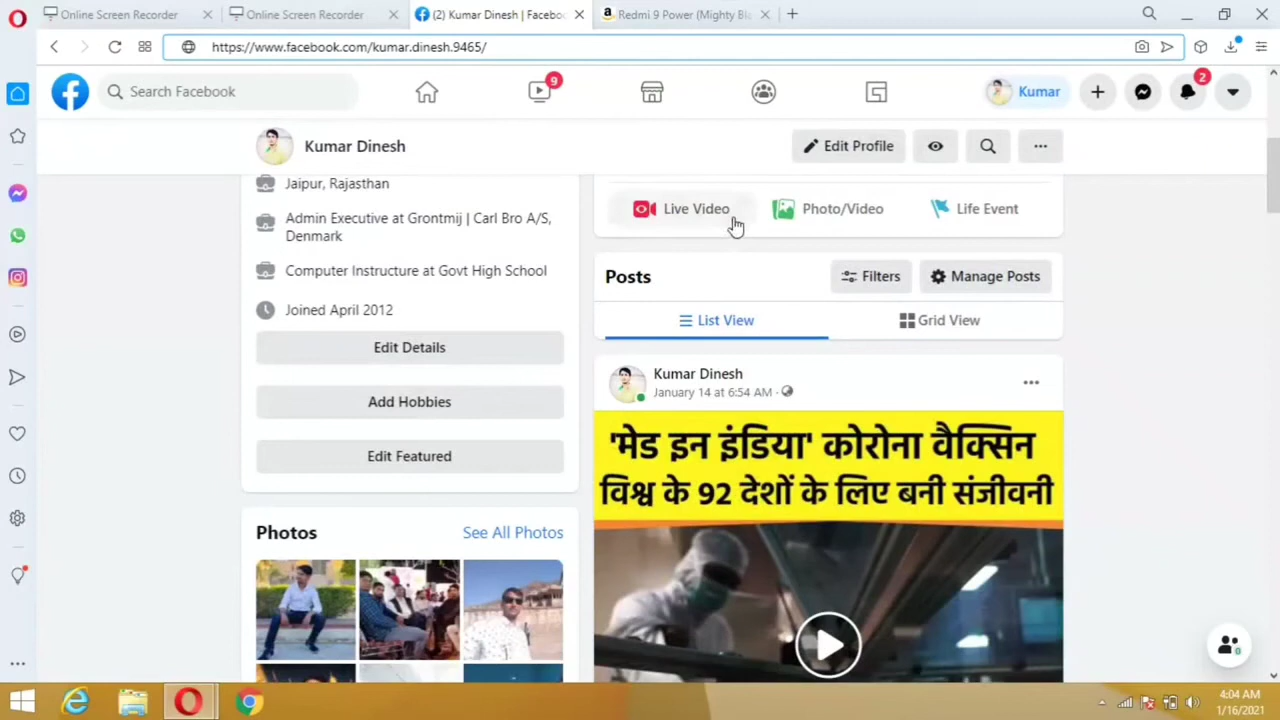 Online Screen Recorder
Online Screen Recorder
(2) Kumar Dinesh | Facebo
Redmi 9 Power (Mighty Bl
https://www.facebook.com/kumar.dinesh.9465/
Search Facebook
9
Kumar
2
Kumar Dinesh
Edit Profile
Jaipur, Rajasthan
Admin Executive at Grontmij | Carl Bro A/S,
Denmark
Computer Instructure at Govt High School
Joined April 2012
Edit Details
Add Hobbies
Edit Featured
Photos
See All Photos
Live Video
Photo/Video
Life Event
Posts
Filters
Manage Posts
List View
Grid View
Kumar Dinesh
January 14 at 6:54 AM ·
'मेड इन इंडिया' कोरोना वैक्सिन
विश्व के 92 देशों के लिए बनी संजीवनी
4:04 AM
1/16/2021